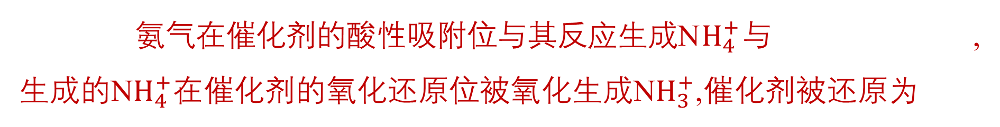 氨气在催化剂的酸性吸附位与其反应生成NH₄⁺与 ,
生成的NH₄⁺在催化剂的氧化还原位被氧化生成NH₃⁺,催化剂被还原为